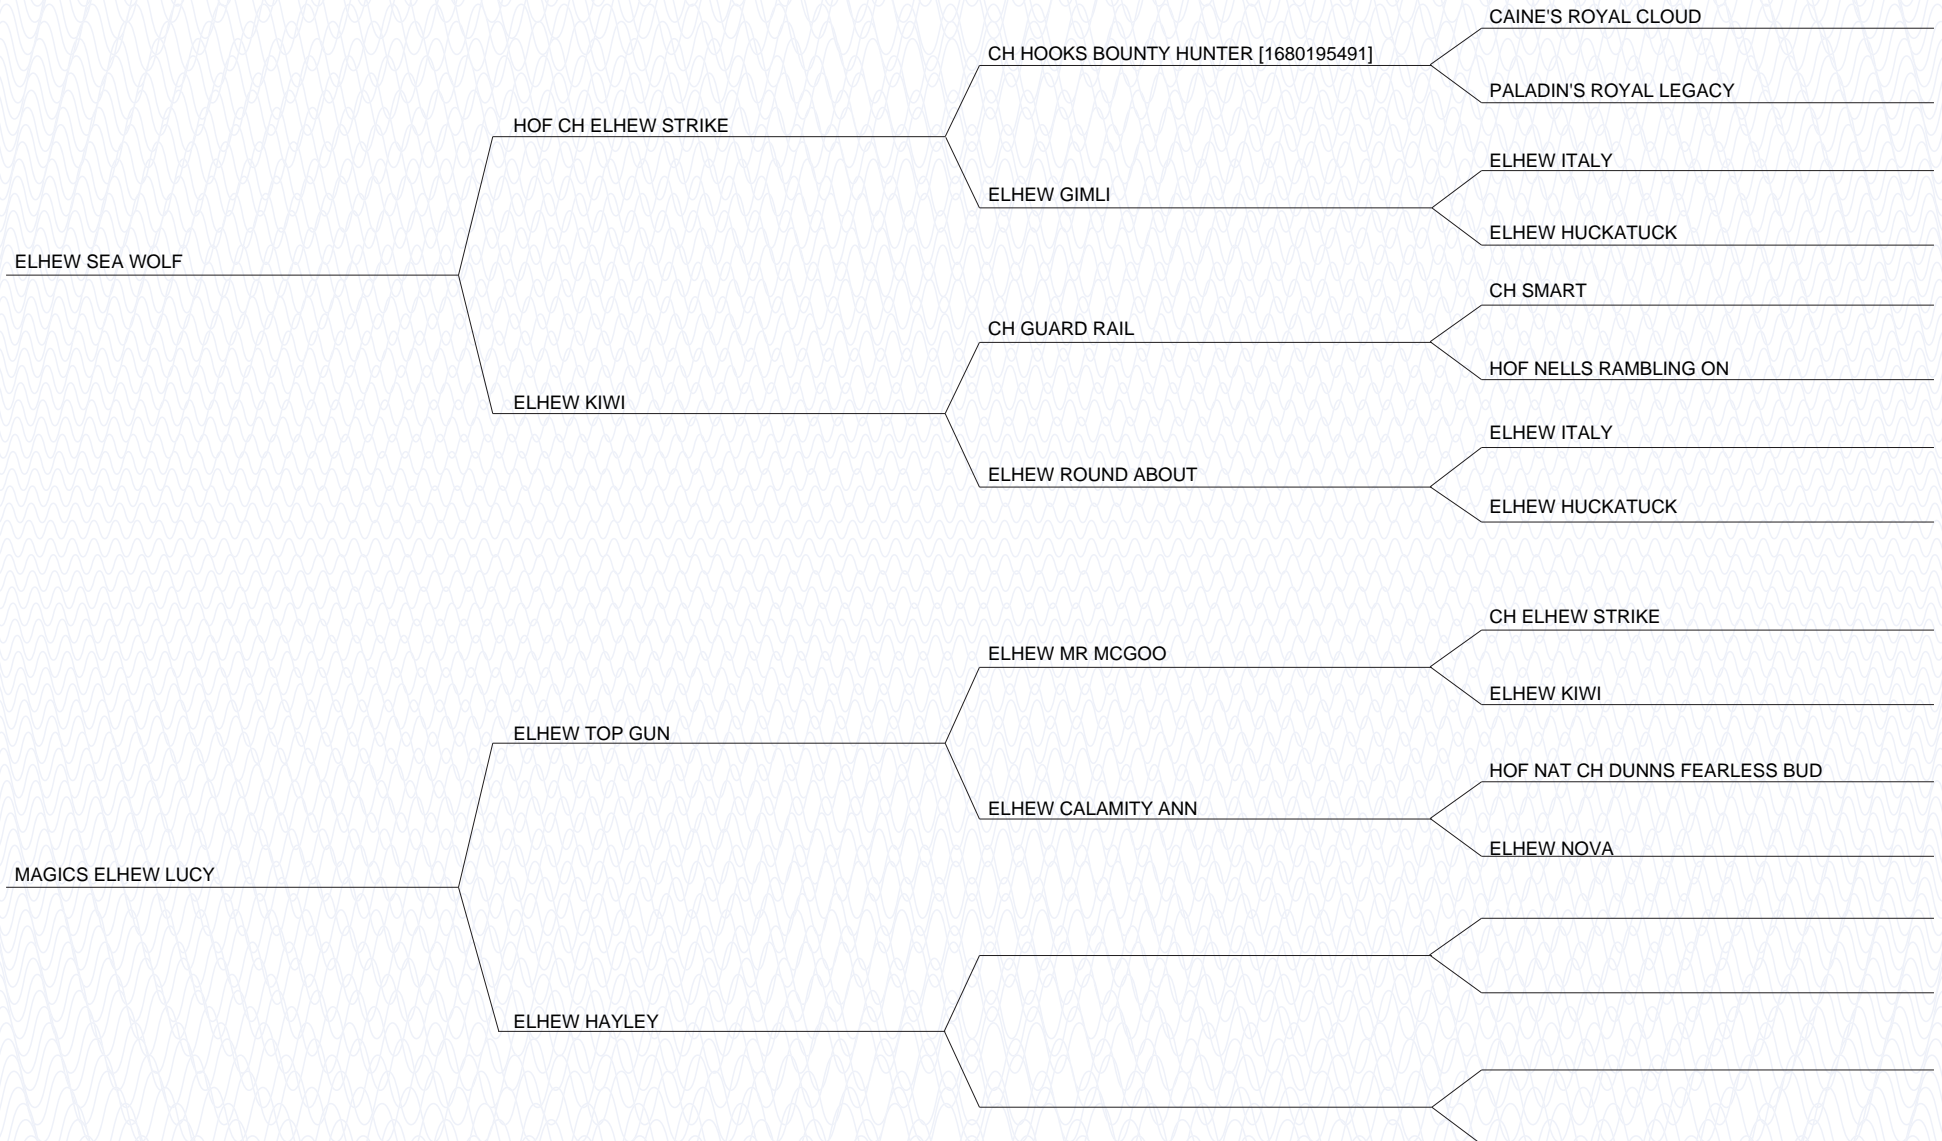 CAINE'S ROYAL CLOUD
CH HOOKS BOUNTY HUNTER [1680195491]
PALADIN'S ROYAL LEGACY
HOF CH ELHEW STRIKE
ELHEW ITALY
ELHEW GIMLI
ELHEW HUCKATUCK
ELHEW SEA WOLF
CH SMART
CH GUARD RAIL
HOF NELLS RAMBLING ON
ELHEW KIWI
ELHEW ITALY
ELHEW ROUND ABOUT
ELHEW HUCKATUCK
CH ELHEW STRIKE
ELHEW MR MCGOO
ELHEW KIWI
ELHEW TOP GUN
HOF NAT CH DUNNS FEARLESS BUD
ELHEW CALAMITY ANN
ELHEW NOVA
MAGICS ELHEW LUCY
ELHEW HAYLEY